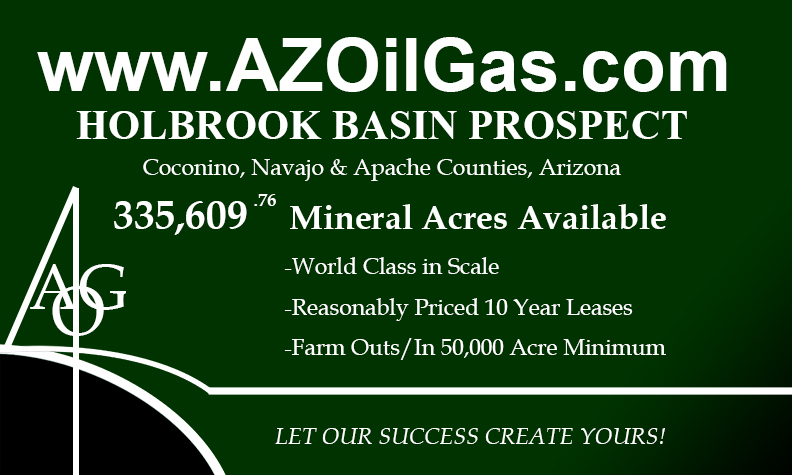 www.AZOilGas.com
HOLBROOK BASIN PROSPECT
Coconino, Navajo & Apache Counties, Arizona
335,609.76 Mineral Acres Available
-World Class in Scale
AOG
-Reasonably Priced 10 Year Leases
-Farm Outs/In 50,000 Acre Minimum
LET OUR SUCCESS CREATE YOURS!